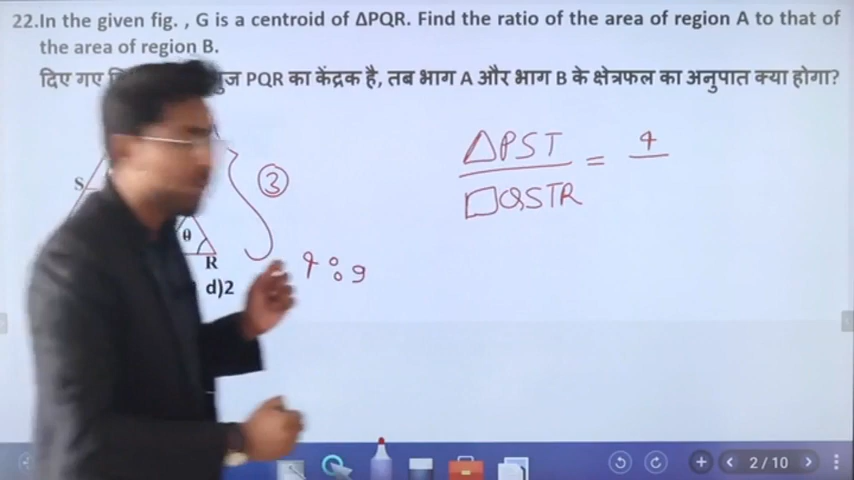 22.In the given fig. , G is a centroid of ΔPQR. Find the ratio of the area of region A to that of
the area of region B.
दिए गए PQR का केंद्रक है, तब भाग A और भाग B के क्षेत्रफल का अनुपात क्या होगा?
△PST = 4
□QSTR
S
3
θ
R
4:9
d)2
2 / 10